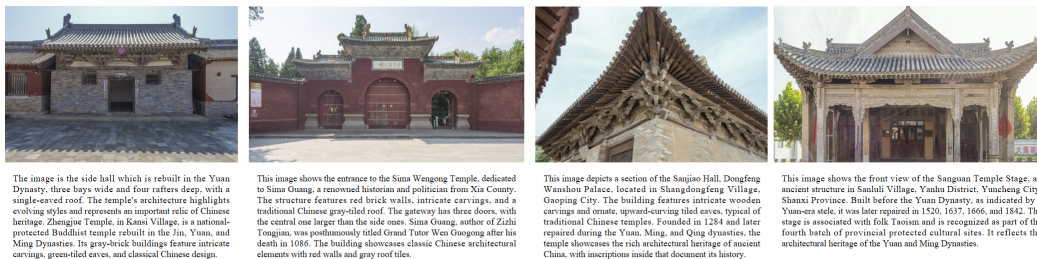 The image is the side hall which is rebuilt in the Yuan
Dynasty, three bays wide and four rafters deep, with a
single-eaved roof. The temple's architecture highlights
evolving styles and represents an important relic of Chinese
heritage. Zhengjue Temple, in Kansi Village, is a national-
protected Buddhist temple rebuilt in the Jin, Yuan, and
Ming Dynasties. Its gray-brick buildings feature intricate
carvings, green-tiled eaves, and classical Chinese design.
This image shows the entrance to the Sima Wengong Temple, dedicated
to Sima Guang, a renowned historian and politician from Xia County.
The structure features red brick walls, intricate carvings, and a
traditional Chinese gray-tiled roof. The gateway has three doors, with
the central one larger than the side ones. Sima Guang, author of Zizhi
Tongjian, was posthumously titled Grand Tutor Wen Guogong after his
death in 1086. The building showcases classic Chinese architectural
elements with red walls and gray roof tiles.
This image depicts a section of the Sanjiao Hall, Dongfeng
Wanshou Palace, located in Shangdongfeng Village,
Gaoping City. The building features intricate wooden
carvings and ornate, upward-curving tiled eaves, typical of
traditional Chinese temples. Founded in 1284 and later
repaired during the Yuan, Ming, and Qing dynasties, the
temple showcases the rich architectural heritage of ancient
China, with inscriptions inside that document its history.
This image shows the front view of the Sanguan Temple Stage, a
ancient structure in Sanluli Village, Yanhu District, Yuncheng City
Shanxi Province. Built before the Yuan Dynasty, as indicated by
Yuan-era stele, it was later repaired in 1520, 1637, 1666, and 1842. Th
stage is associated with folk Taoism and is recognized as part of th
fourth batch of provincial protected cultural sites. It reflects th
architectural heritage of the Yuan and Ming Dynasties.